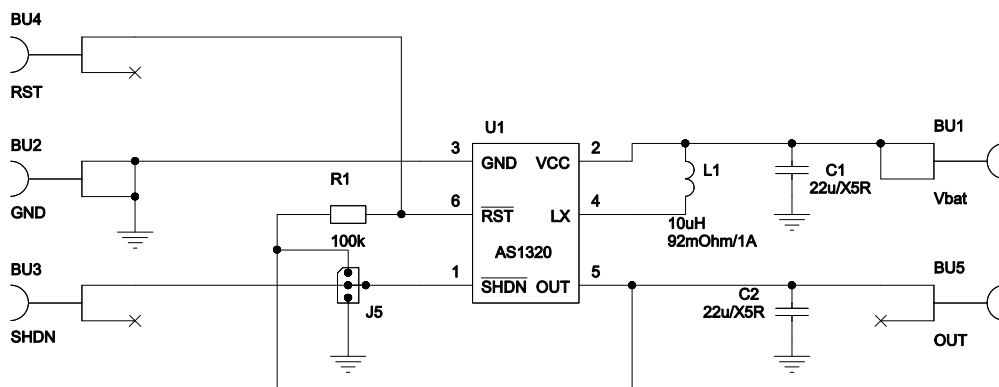 BU4
RST
BU2
GND
BU3
SHDN
R1
100k
J5
U1
3
GND
VCC
2
6
RST
LX
4
AS1320
1
SHDN
OUT
5
L1
10uH
92mOhm/1A
C1
22u/X5R
C2
22u/X5R
BU1
Vbat
BU5
OUT